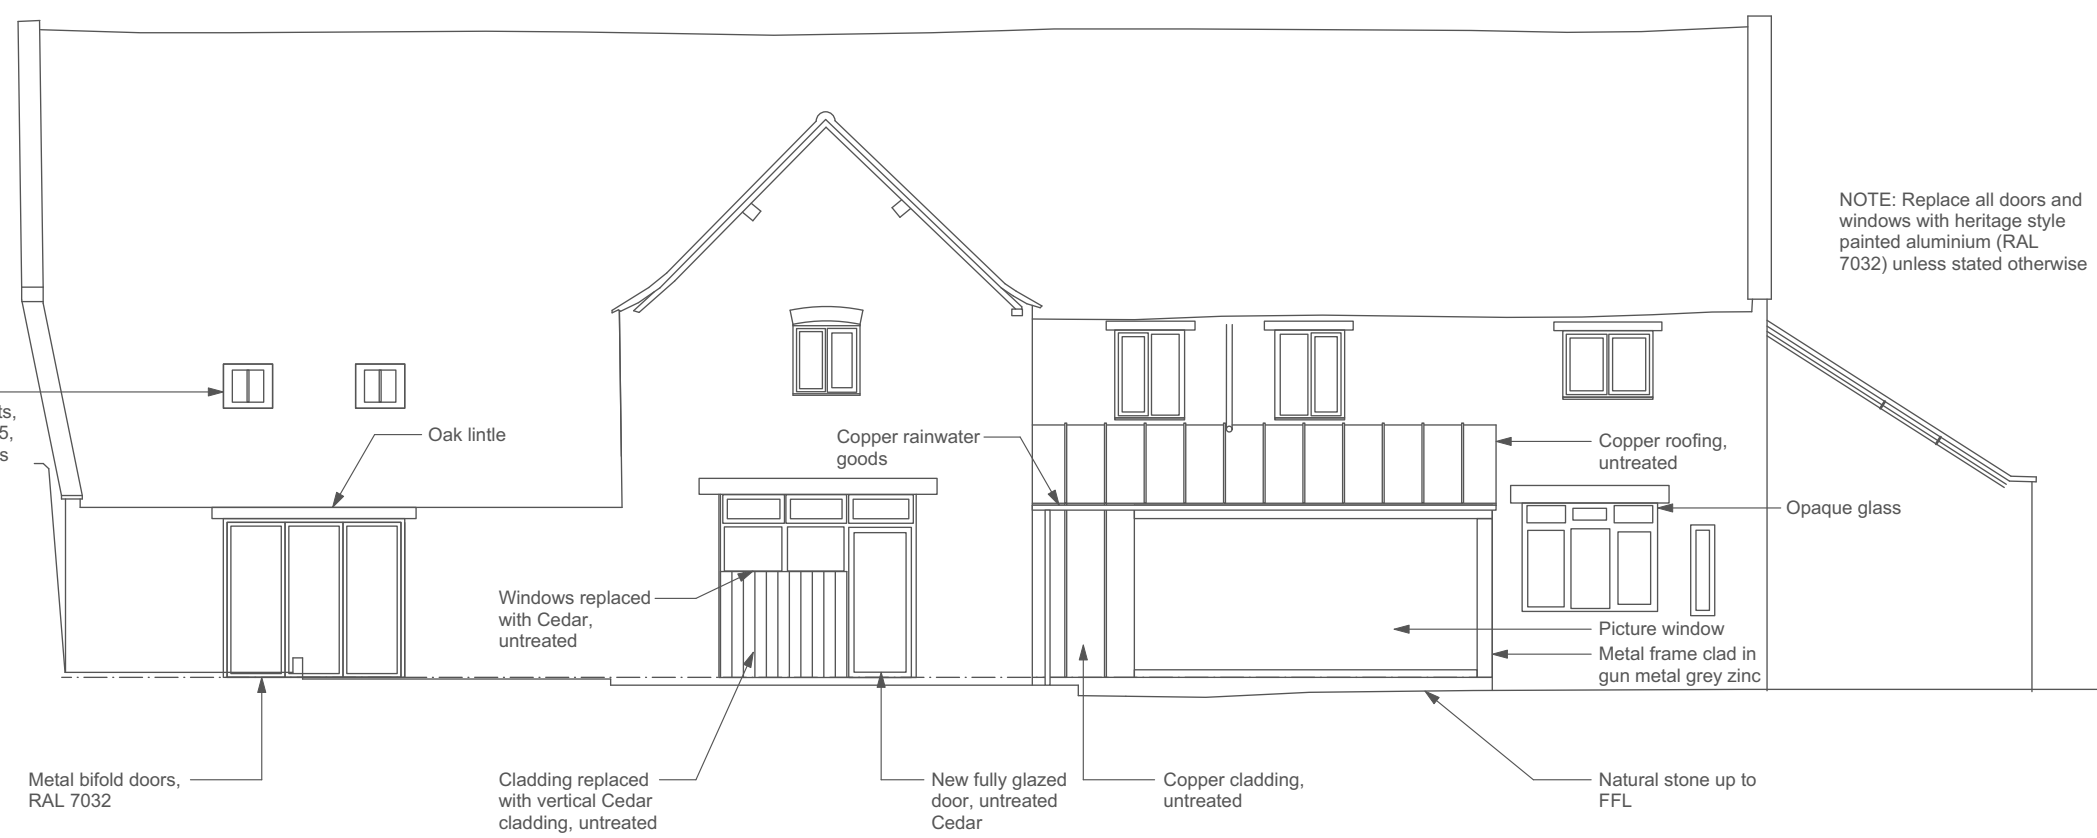 NOTE: Replace all doors and
windows with heritage style
painted aluminium (RAL
7032) unless stated otherwise
Oak lintle
Copper rainwater
goods
Copper roofing,
untreated
Opaque glass
Windows replaced
with Cedar,
untreated
Picture window
Metal frame clad in
gun metal grey zinc
Metal bifold doors,
RAL 7032
Cladding replaced
with vertical Cedar
cladding, untreated
New fully glazed
door, untreated
Cedar
Copper cladding,
untreated
Natural stone up to
FFL